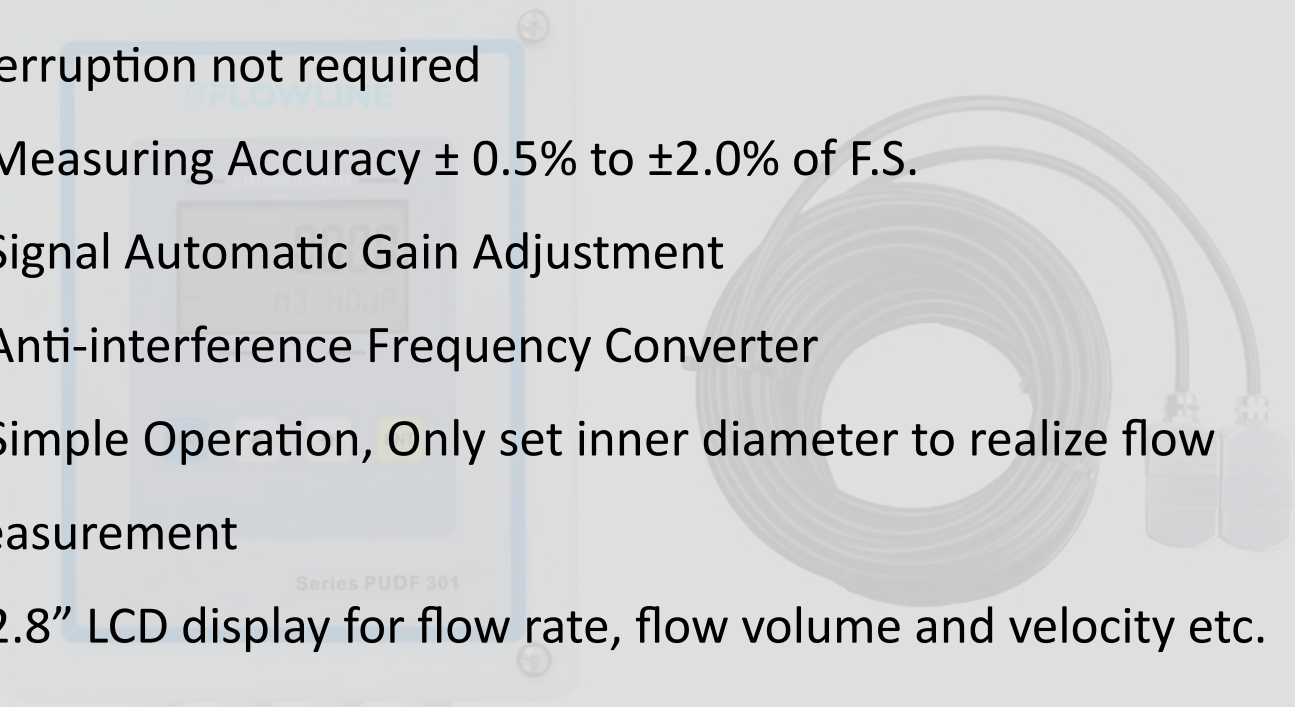 erruption not required
FLOWLINE
Measuring Accuracy ± 0.5% to ±2.0% of F.S.
Signal Automatic Gain Adjustment
M3/HOUR
Anti-interference Frequency Converter
Simple Operation, Only set inner diameter to realize flow
easurement
Series PUDF 301
2.8” LCD display for flow rate, flow volume and velocity etc.